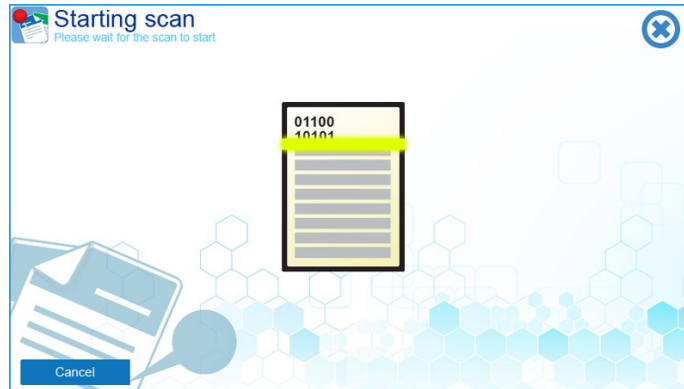 Starting scan
Please wait for the scan to start
01100
10101
Cancel